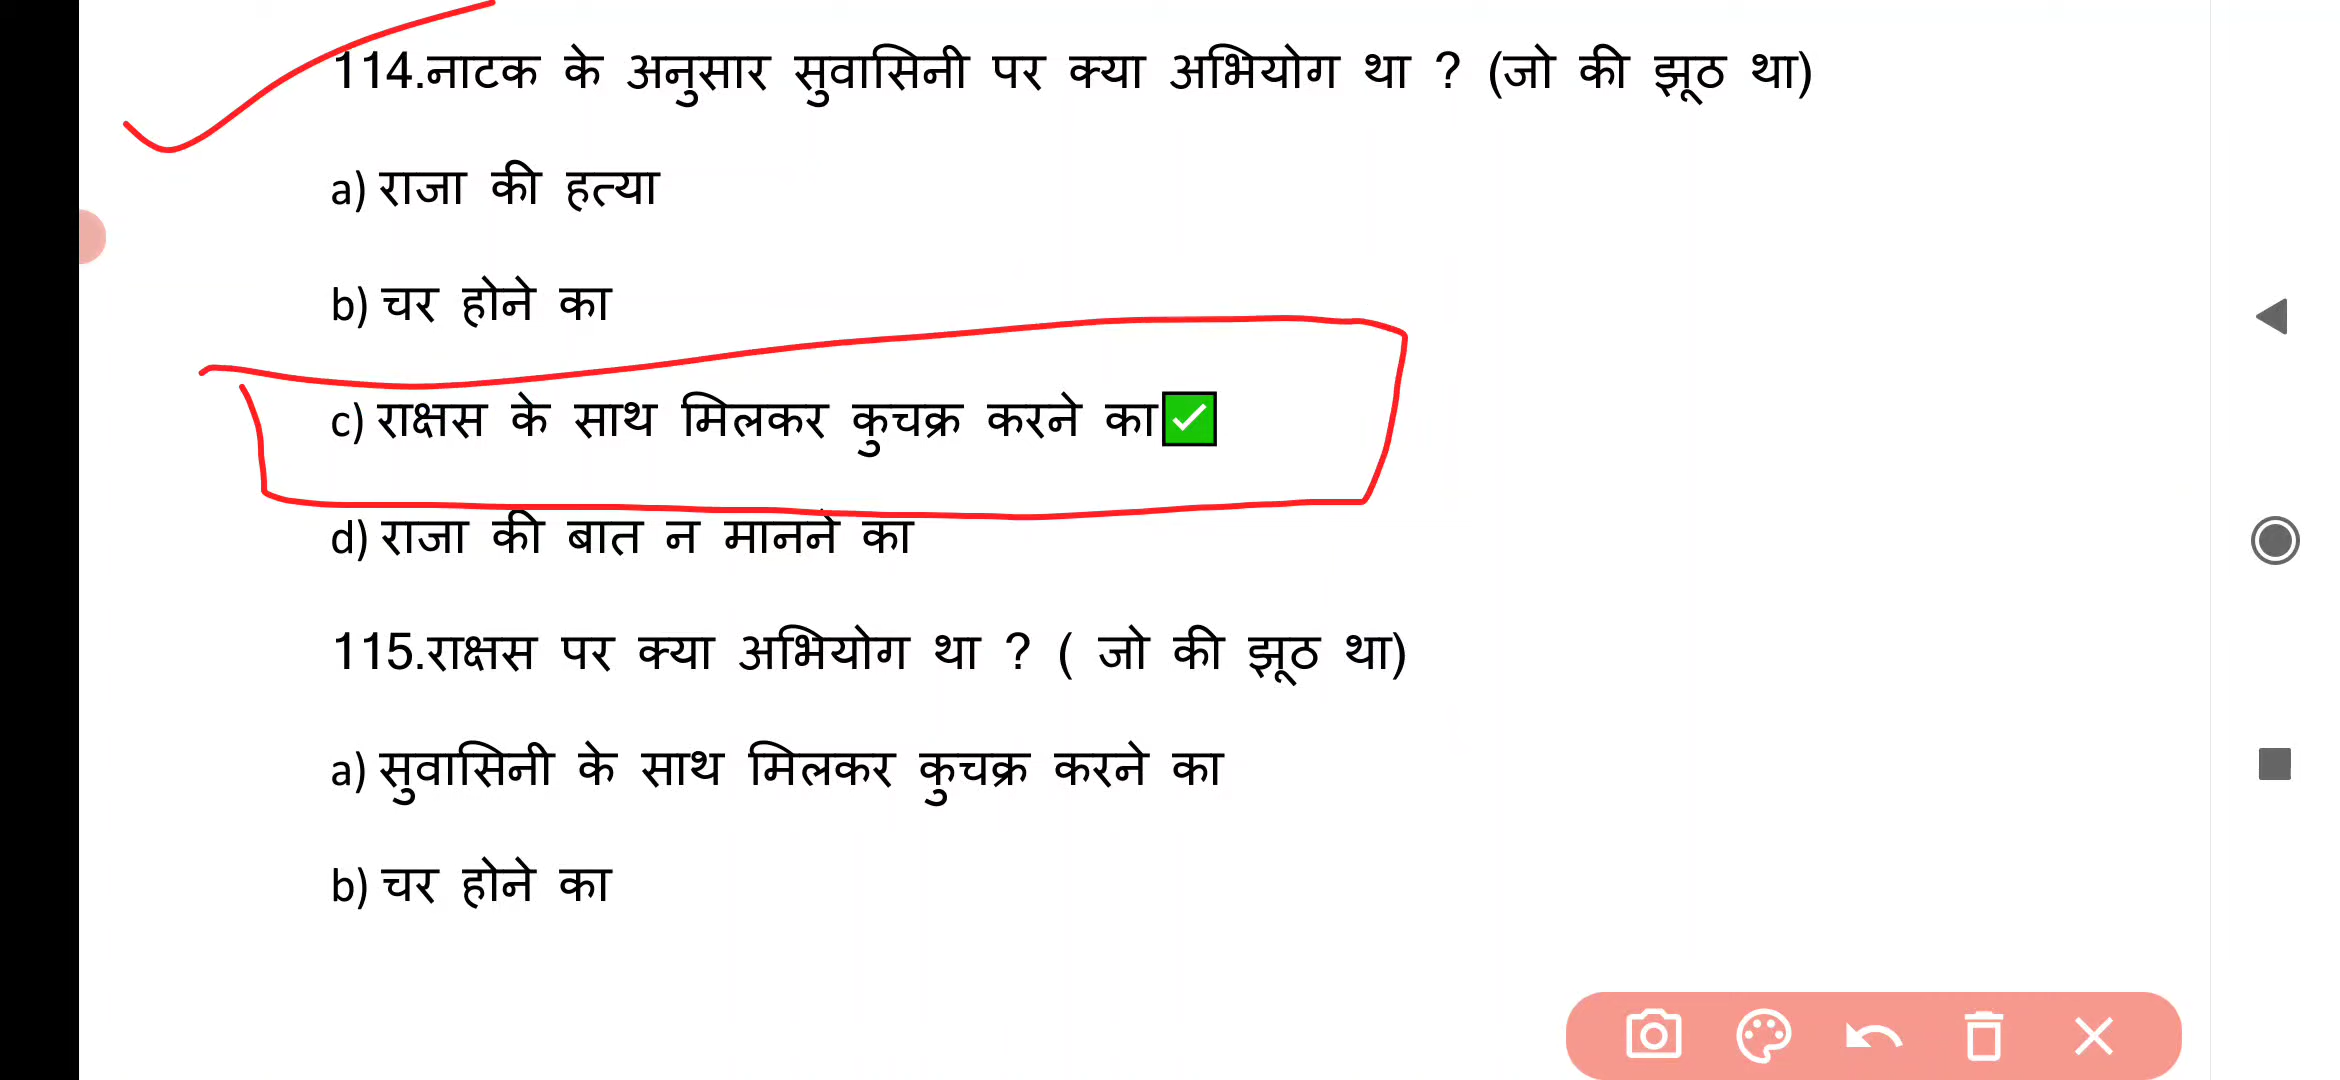 114.नाटक के अनुसार सुवासिनी पर क्या अभियोग था ? (जो की झूठ था)
a) राजा की हत्या
b) चर होने का
c) राक्षस के साथ मिलकर कुचक्र करने का✅
d) राजा की बात न मानने का
115.राक्षस पर क्या अभियोग था ? ( जो की झूठ था)
a) सुवासिनी के साथ मिलकर कुचक्र करने का
b) चर होने का